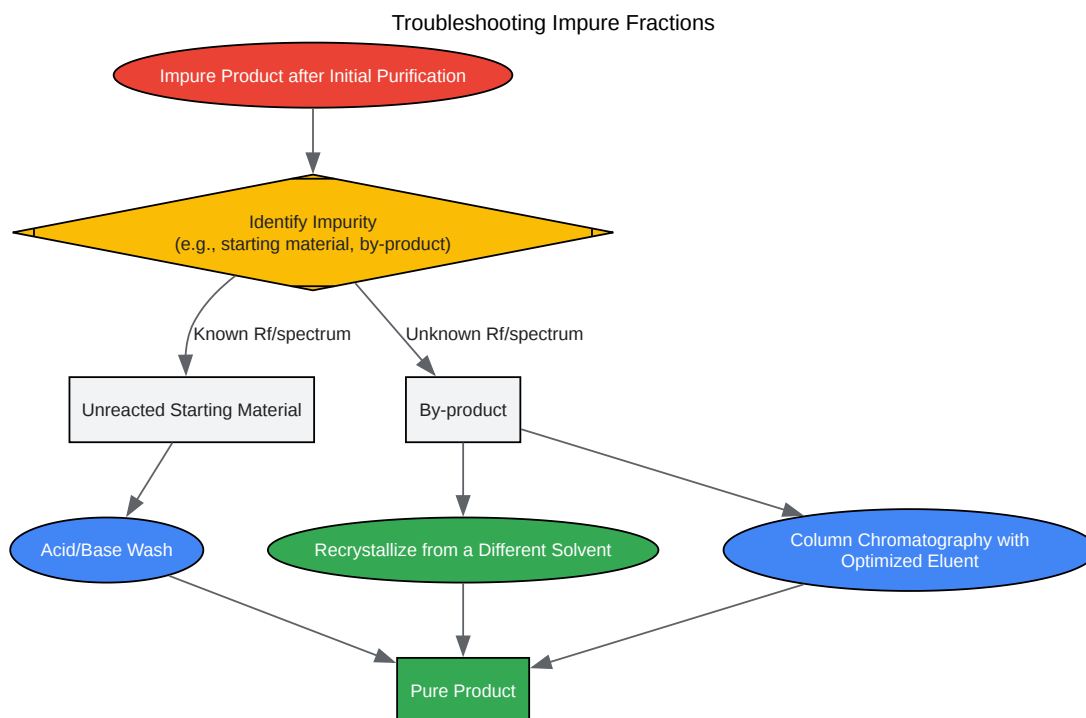 Troubleshooting Impure Fractions
Impure Product after Initial Purification
Identify Impurity
(e.g., starting material, by-product)
Known Rf/spectrum
Unknown Rf/spectrum
Unreacted Starting Material
By-product
Acid/Base Wash
Recrystallize from a Different Solvent
Column Chromatography with
Optimized Eluent
Pure Product